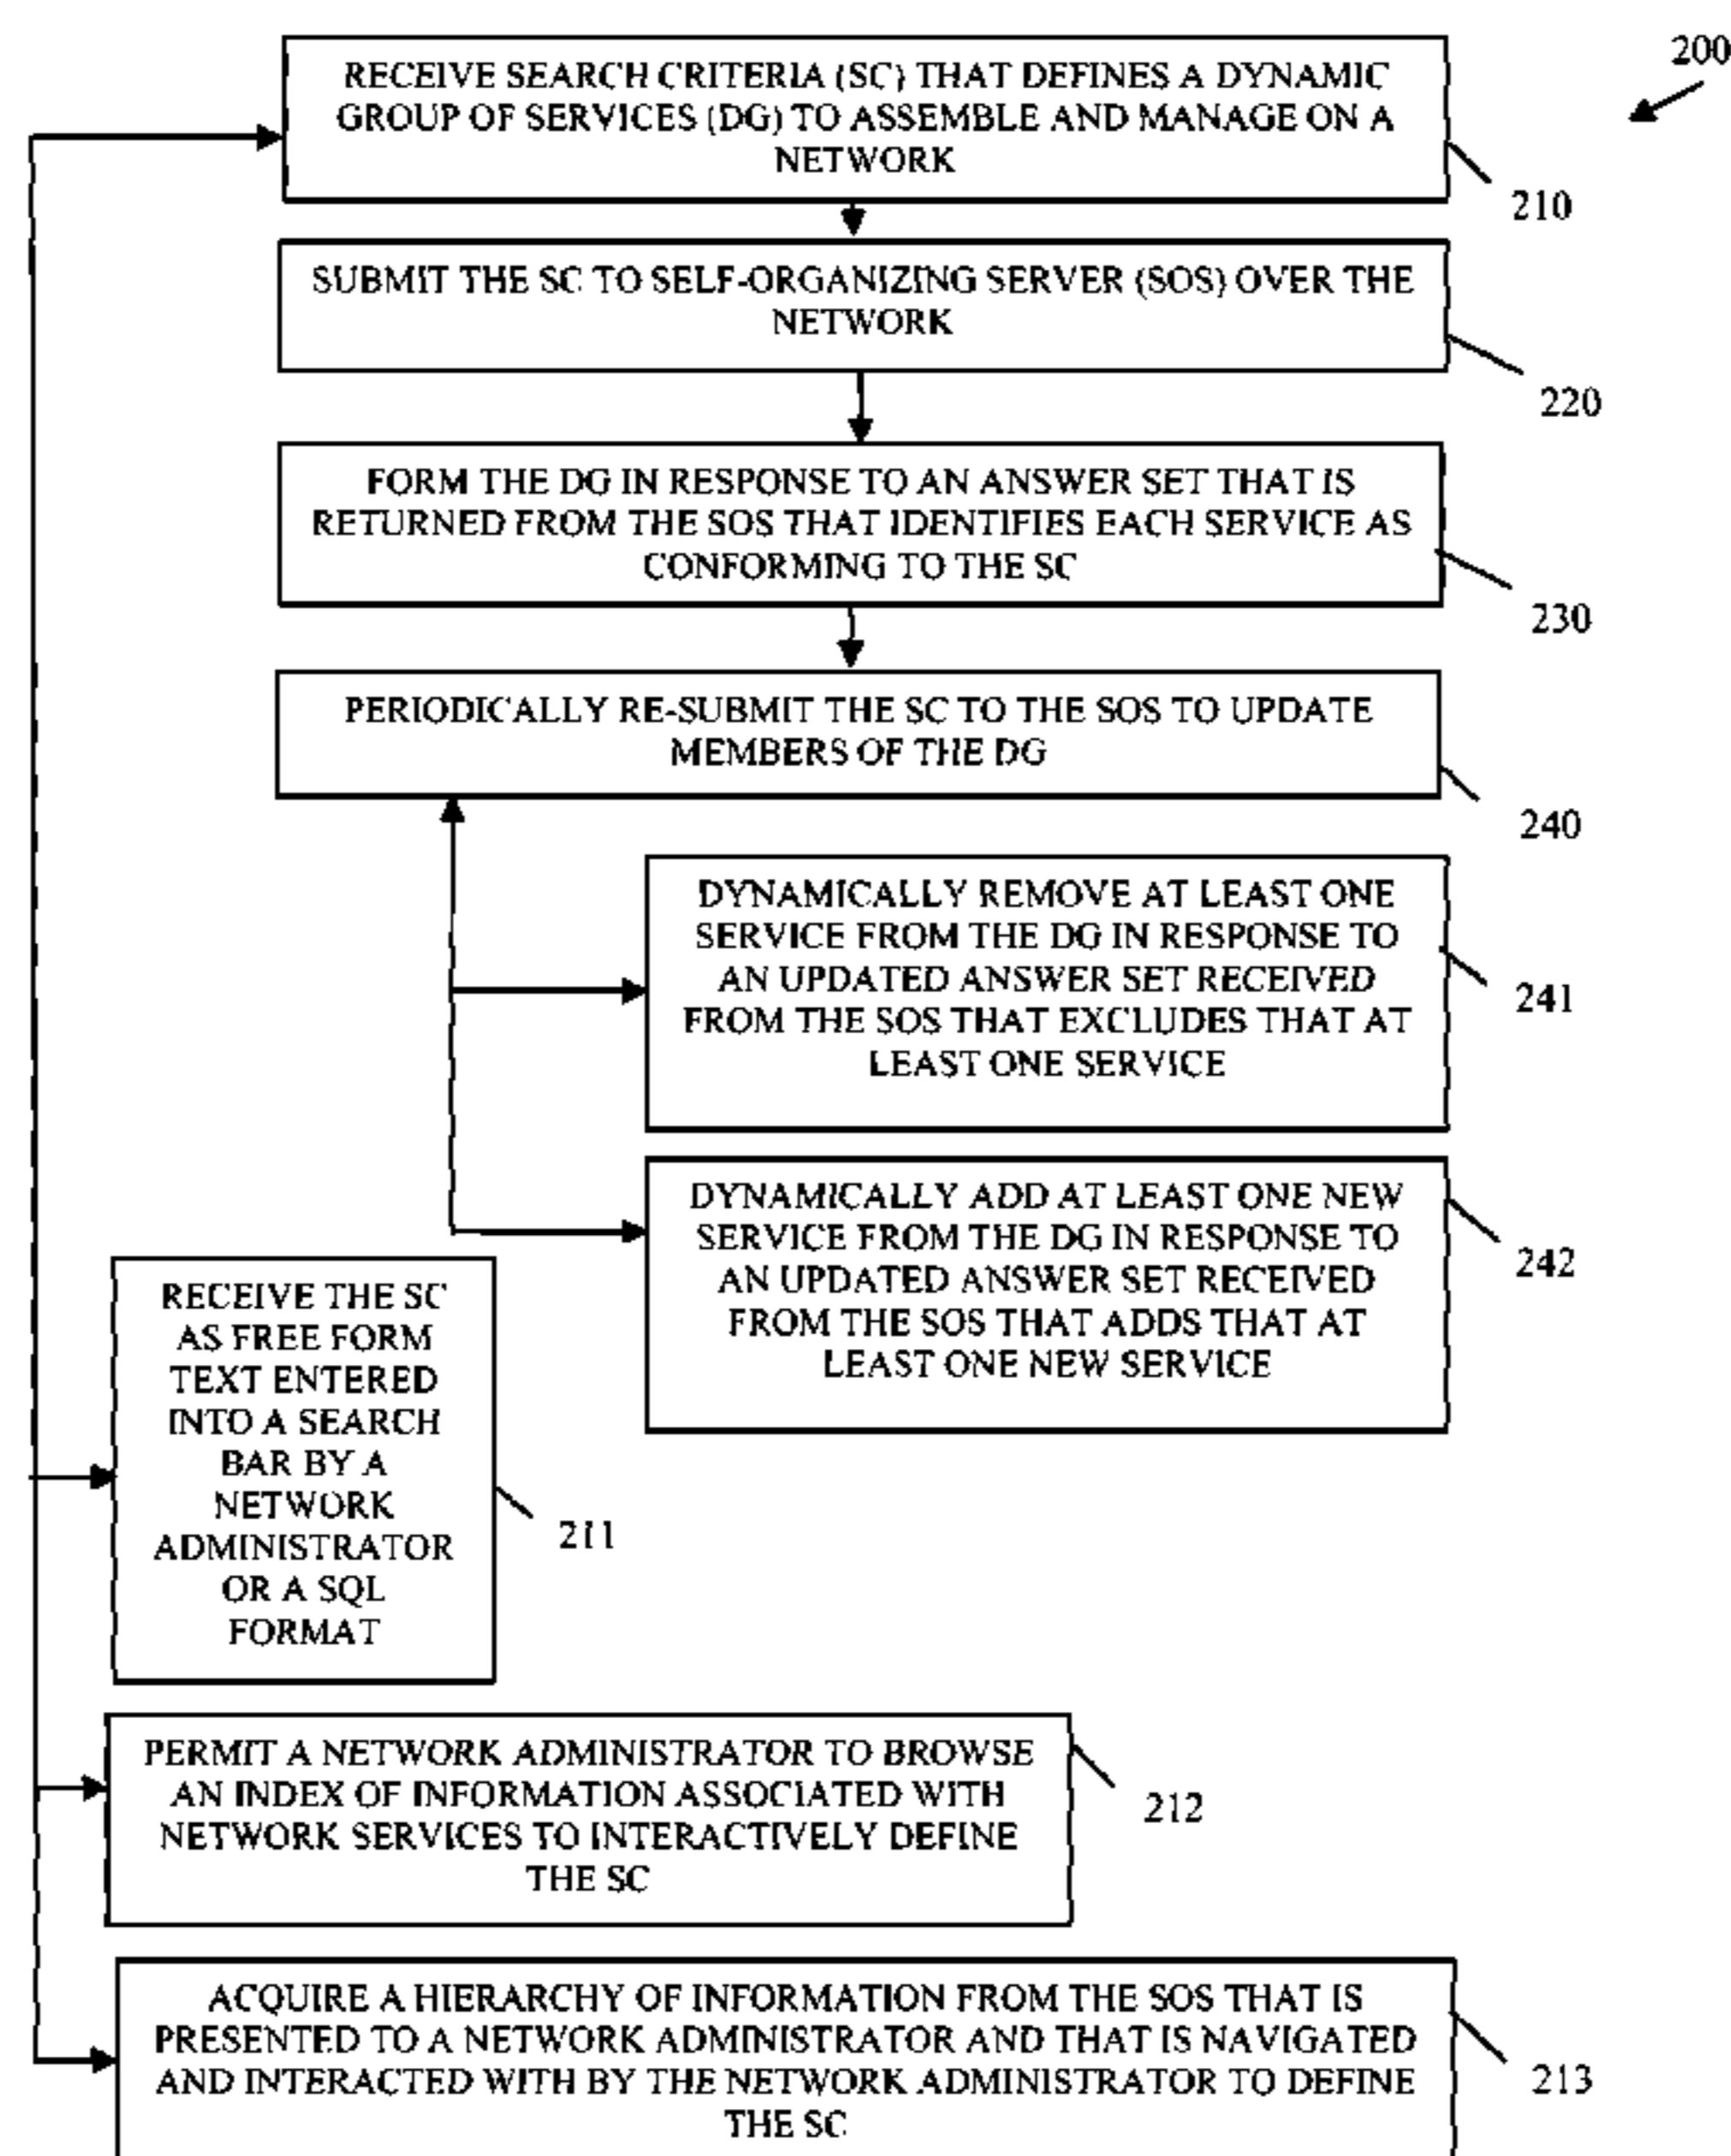 200
RECEIVE SEARCH CRITERIA (SC) THAT DEFINES A DYNAMIC
GROUP OF SERVICES (DG) TO ASSEMBLE AND MANAGE ON A
NETWORK
210
SUBMIT THE SC TO SELF-ORGANIZING SERVER (SOS) OVER THE
NETWORK
220
FORM THE DG IN RESPONSE TO AN ANSWER SET THAT IS
RETURNED FROM THE SOS THAT IDENTIFIES EACH SERVICE AS
CONFORMING TO THE SC
230
PERIODICALLY RE-SUBMIT THE SC TO THE SOS TO UPDATE
MEMBERS OF THE DG
240
DYNAMICALLY REMOVE AT LEAST ONE
SERVICE FROM THE DG IN RESPONSE TO
AN UPDATED ANSWER SET RECEIVED
FROM THE SOS THAT EXCLUDES THAT AT
LEAST ONE SERVICE
241
DYNAMICALLY ADD AT LEAST ONE NEW
SERVICE FROM THE DG IN RESPONSE TO
AN UPDATED ANSWER SET RECEIVED
FROM THE SOS THAT ADDS THAT AT
LEAST ONE NEW SERVICE
242
RECEIVE THE SC
AS FREE FORM
TEXT ENTERED
INTO A SEARCH
BAR BY A
NETWORK
ADMINISTRATOR
OR A SQL
FORMAT
211
PERMIT A NETWORK ADMINISTRATOR TO BROWSE
AN INDEX OF INFORMATION ASSOCIATED WITH
NETWORK SERVICES TO INTERACTIVELY DEFINE
THE SC
212
ACQUIRE A HIERARCHY OF INFORMATION FROM THE SOS THAT IS
PRESENTED TO A NETWORK ADMINISTRATOR AND THAT IS NAVIGATED
AND INTERACTED WITH BY THE NETWORK ADMINISTRATOR TO DEFINE
THE SC
213